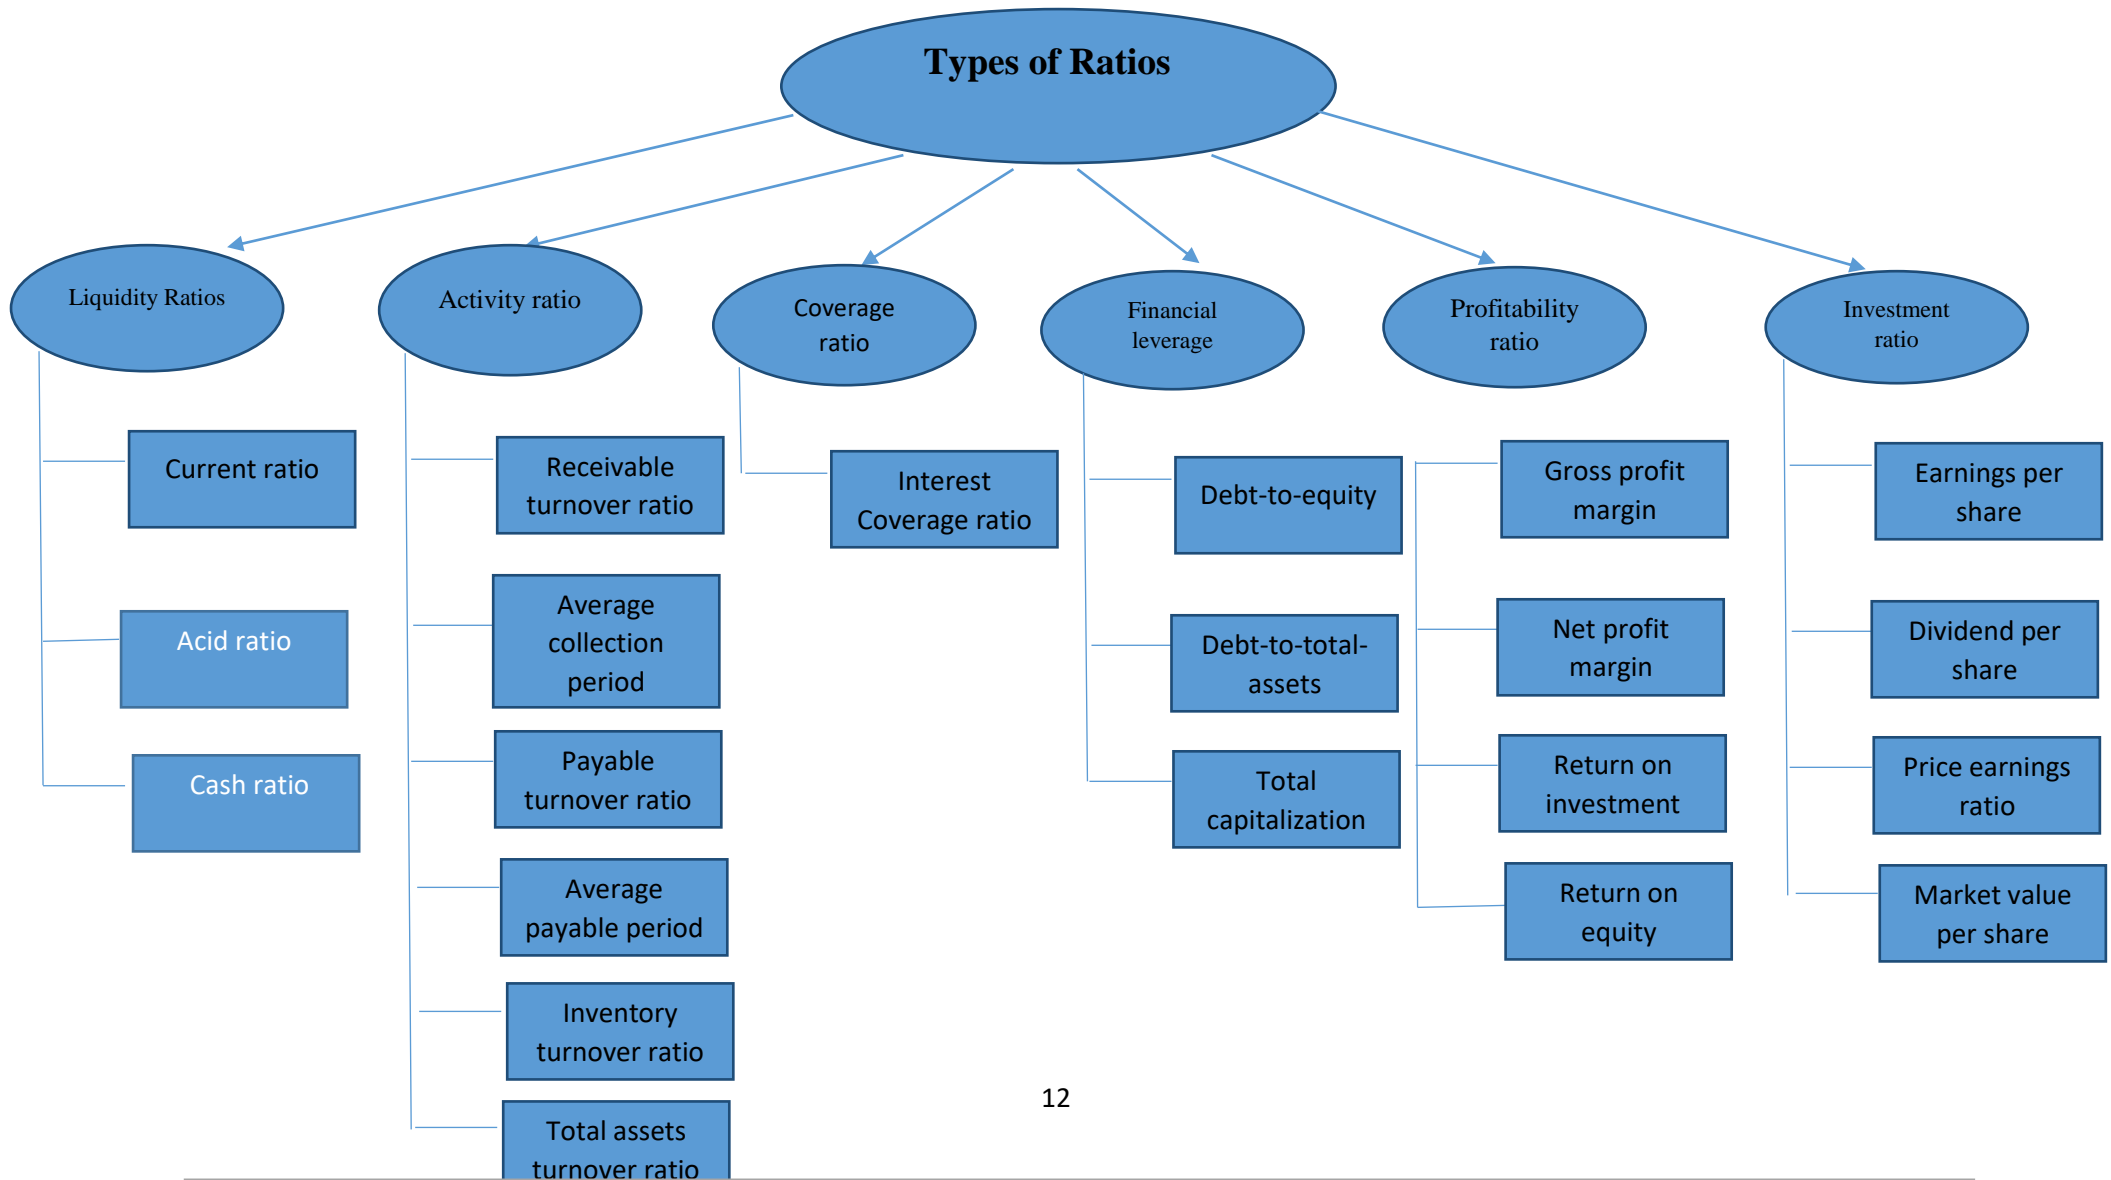 Types of Ratios
Liquidity Ratios
Activity ratio
Coverage
ratio
Financial
leverage
Profitability
ratio
Investment
ratio
Current ratio
Acid ratio
Cash ratio
Receivable
turnover ratio
Average
collection
period
Payable
turnover ratio
Average
payable period
Inventory
turnover ratio
Total assets
turnover ratio
Interest
Coverage ratio
Debt-to-equity
Debt-to-total-
assets
Total
capitalization
Gross profit
margin
Net profit
margin
Return on
investment
Return on
equity
Earnings per
share
Dividend per
share
Price earnings
ratio
Market value
per share
12